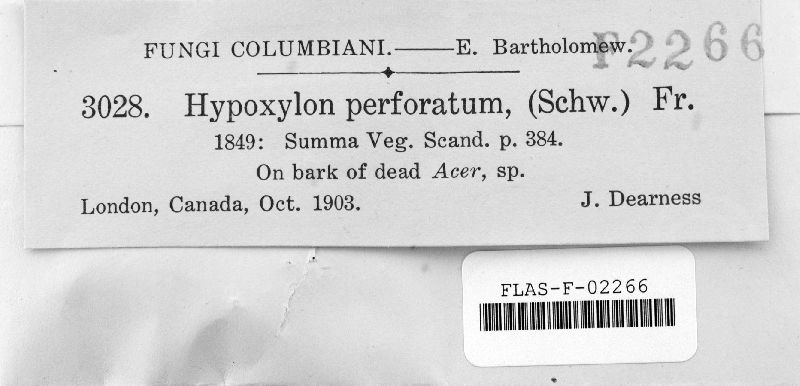 FUNGI COLUMBIANI.——E. Bartholomew.
F2266
3028. Hypoxylon perforatum, (Schw.) Fr.
1849: Summa Veg. Scand. p. 384.
On bark of dead Acer, sp.
London, Canada, Oct. 1903. J. Dearness
FLAS-F-02266